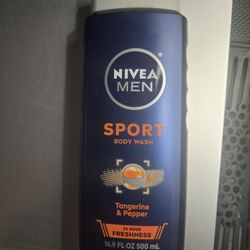 NIVEA
MEN
SPORT
BODY WASH
Tangerine
& Pepper
24 HOUR
FRESHNESS
16.9 FL OZ 500 mL